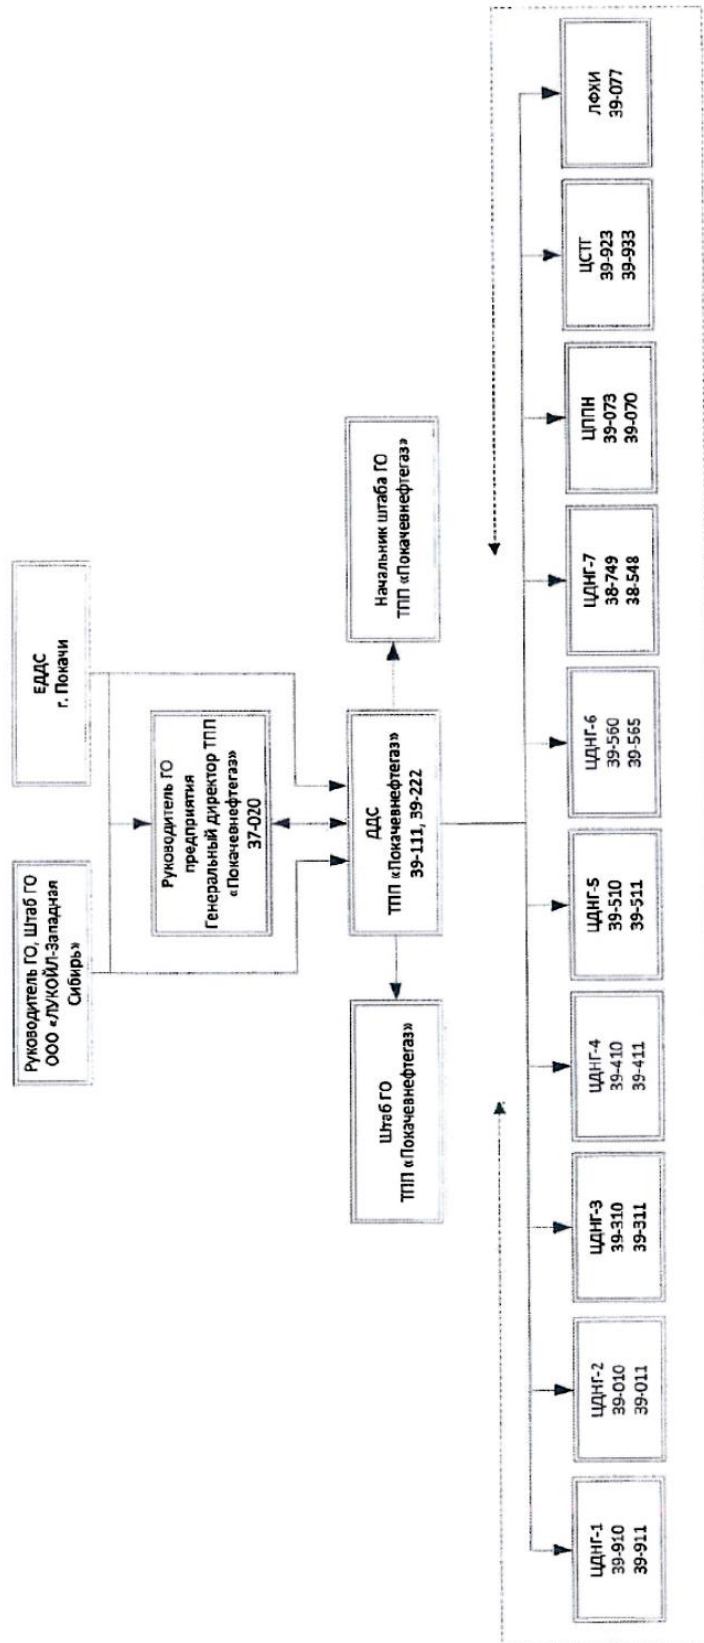 Руководитель ГО, Штаб ГО
ООО «ЛУКОЙЛ-Западная
Сибирь»
ЕДДС
г. Покачи
Руководитель ГО
предприятия
Генеральный директор ТПП
«Покачевнефтегаз»
37-020
Штаб ГО
ТПП «Покачевнефтегаз»
ДДС
ТПП «Покачевнефтегаз»
39-111, 39-222
Начальник штаба ГО
ТПП «Покачевнефтегаз»
ЦДНГ-1
39-910
39-911
ЦДНГ-2
39-010
39-011
ЦДНГ-3
39-310
39-311
ЦДНГ-4
39-410
39-411
ЦДНГ-5
39-510
39-511
ЦДНГ-6
39-560
39-565
ЦДНГ-7
38-749
38-548
ЦППН
39-073
39-070
ЦСТГ
39-923
39-933
ЛФХИ
39-077